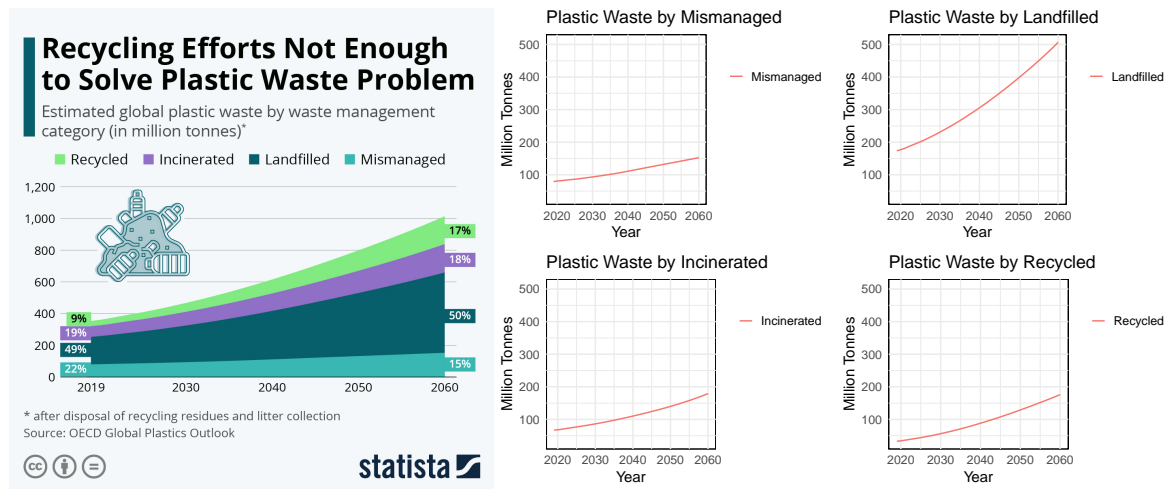 Recycling Efforts Not Enough
to Solve Plastic Waste Problem
Estimated global plastic waste by waste management
category (in million tonnes)*
Recycled Incinerated Landfilled Mismanaged
1,200
1,000
800
600
400
200
0
9%
19%
49%
22%
17%
18%
50%
15%
2019 2030 2040 2050 2060
* after disposal of recycling residues and litter collection
Source: OECD Global Plastics Outlook
cc
statista
Plastic Waste by Mismanaged
Million Tonnes
500
400
300
200
100
2020 2030 2040 2050 2060
Year
Mismanaged
Plastic Waste by Landfilled
Million Tonnes
500
400
300
200
100
2020 2030 2040 2050 2060
Year
Landfilled
Plastic Waste by Incinerated
Million Tonnes
500
400
300
200
100
2020 2030 2040 2050 2060
Year
Incinerated
Plastic Waste by Recycled
Million Tonnes
500
400
300
200
100
2020 2030 2040 2050 2060
Year
Recycled